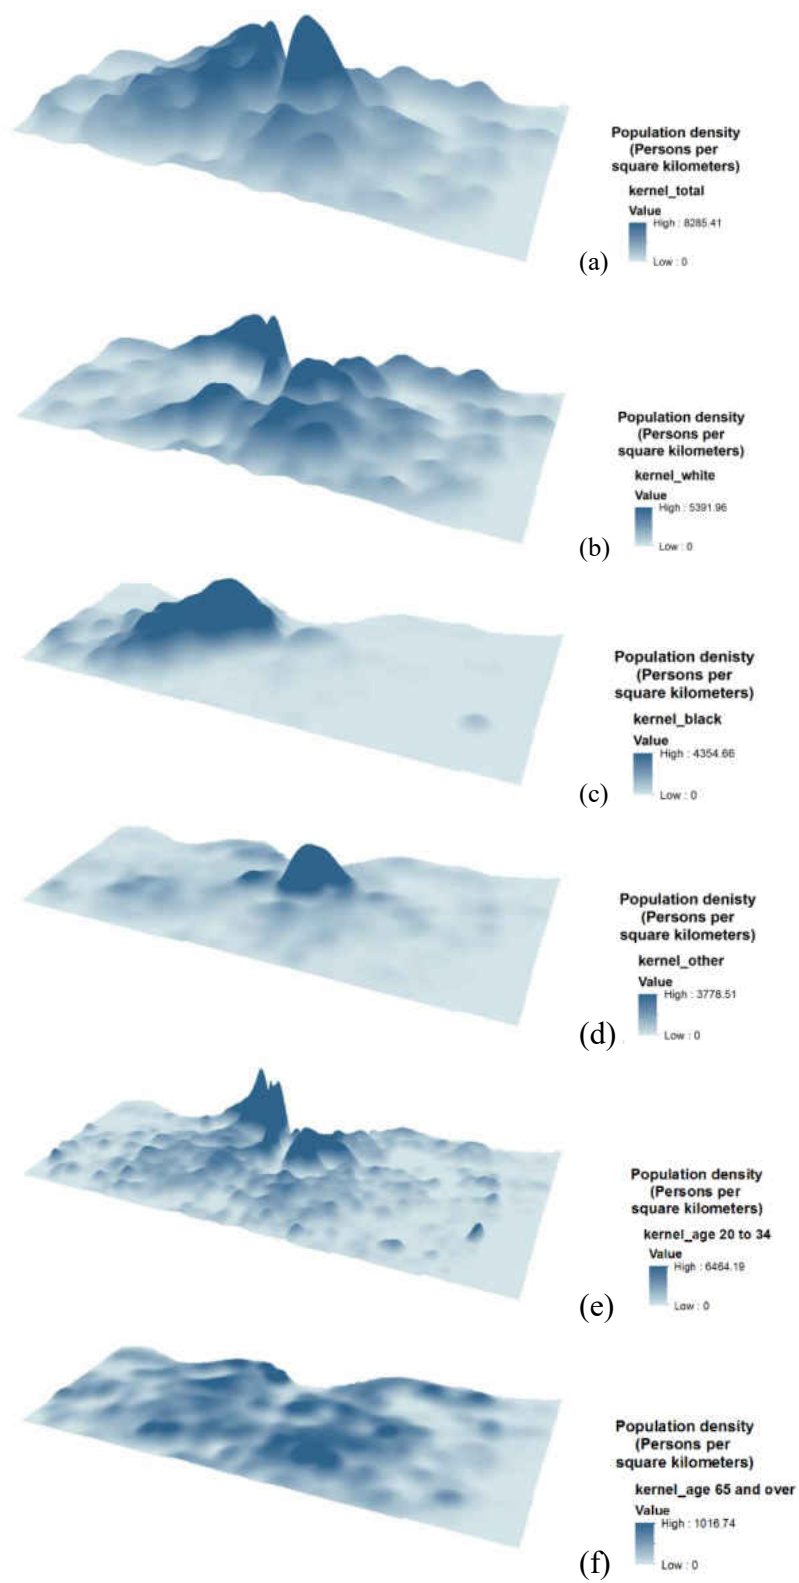 Population density
(Persons per
square kilometers)
kernel_total
Value
High : 8285.41
Low : 0
(a)
Population density
(Persons per
square kilometers)
kernel_white
Value
High : 5391.96
Low : 0
(b)
Population denisty
(Persons per
square kilometers)
kernel_black
Value
High : 4354.66
Low : 0
(c)
Population denisty
(Persons per
square kilometers)
kernel_other
Value
High : 3778.51
Low : 0
(d)
Population density
(Persons per
square kilometers)
kernel_age 20 to 34
Value
High : 6464.19
Low : 0
(e)
Population density
(Persons per
square kilometers)
kernel_age 65 and over
Value
High : 1016.74
Low : 0
(f)